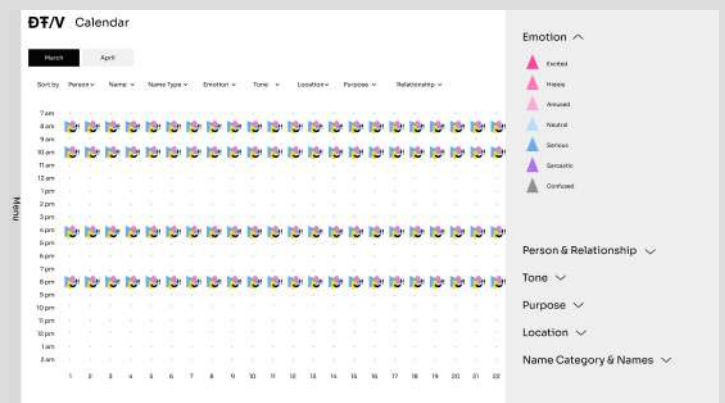 ĐŦ/V Calendar
March April
Sort by Person Name Name Type Emotion Tone Location Purpose Relationship
7 am
8 am
9 am
10 am
11 am
12 am
1 pm
2 pm
3 pm
4 pm
5 pm
6 pm
7 pm
8 pm
9 pm
10 pm
11 pm
12 pm
1 am
2 am
1 2 3 4 5 6 7 8 9 10 11 12 13 14 15 16 17 18 19 20 21 22
Menu
Emotion
Excited
Happy
Amused
Neutral
Serious
Sarcastic
Confused
Person & Relationship
Tone
Purpose
Location
Name Category & Names